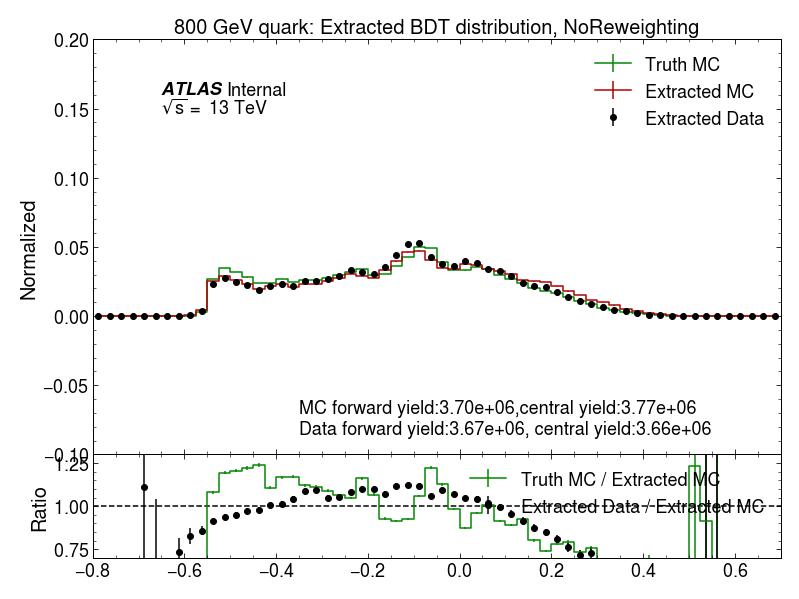 800 GeV quark: Extracted BDT distribution, NoReweighting
0.20
0.15
0.10
0.05
0.00
−0.05
−0.10
Normalized
ATLAS Internal
√s = 13 TeV
Truth MC
Extracted MC
Extracted Data
MC forward yield:3.70e+06,central yield:3.77e+06
Data forward yield:3.67e+06, central yield:3.66e+06
1.25
1.00
0.75
Ratio
Truth MC / Extracted MC
Extracted Data / Extracted MC
−0.8 −0.6 −0.4 −0.2 0.0 0.2 0.4 0.6